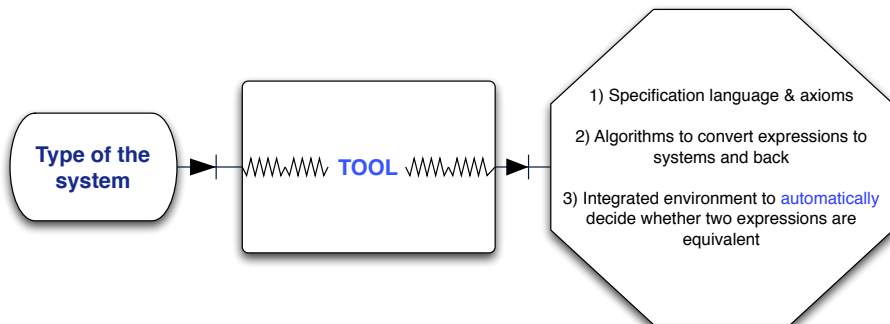 Type of the
system
TOOL
1) Specification language & axioms
2) Algorithms to convert expressions to
systems and back
3) Integrated environment to automatically
decide whether two expressions are
equivalent